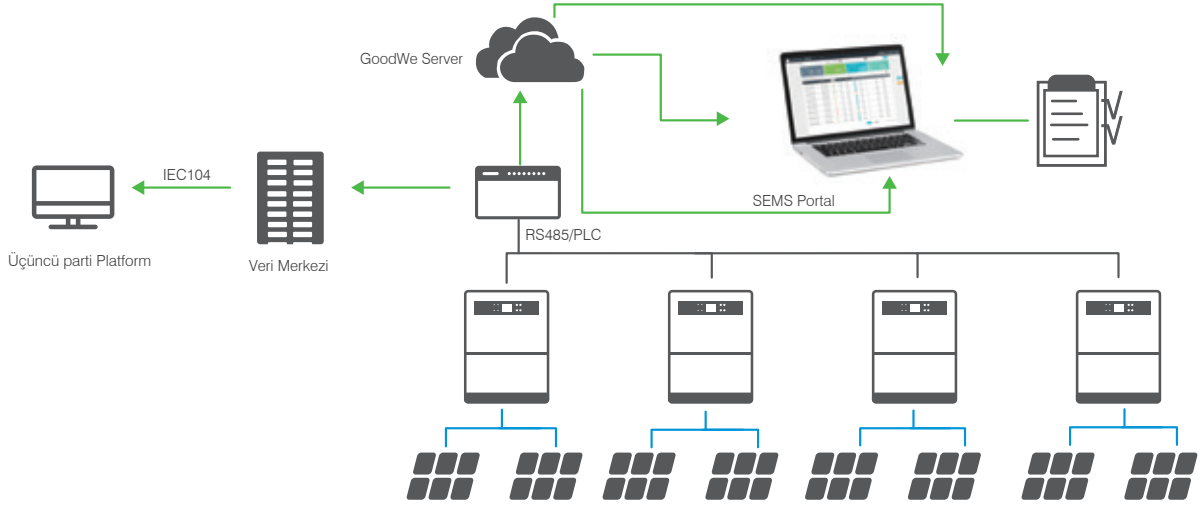 GoodWe Server
IEC104
SEMS Portal
RS485/PLC
Üçüncü parti Platform
Veri Merkezi